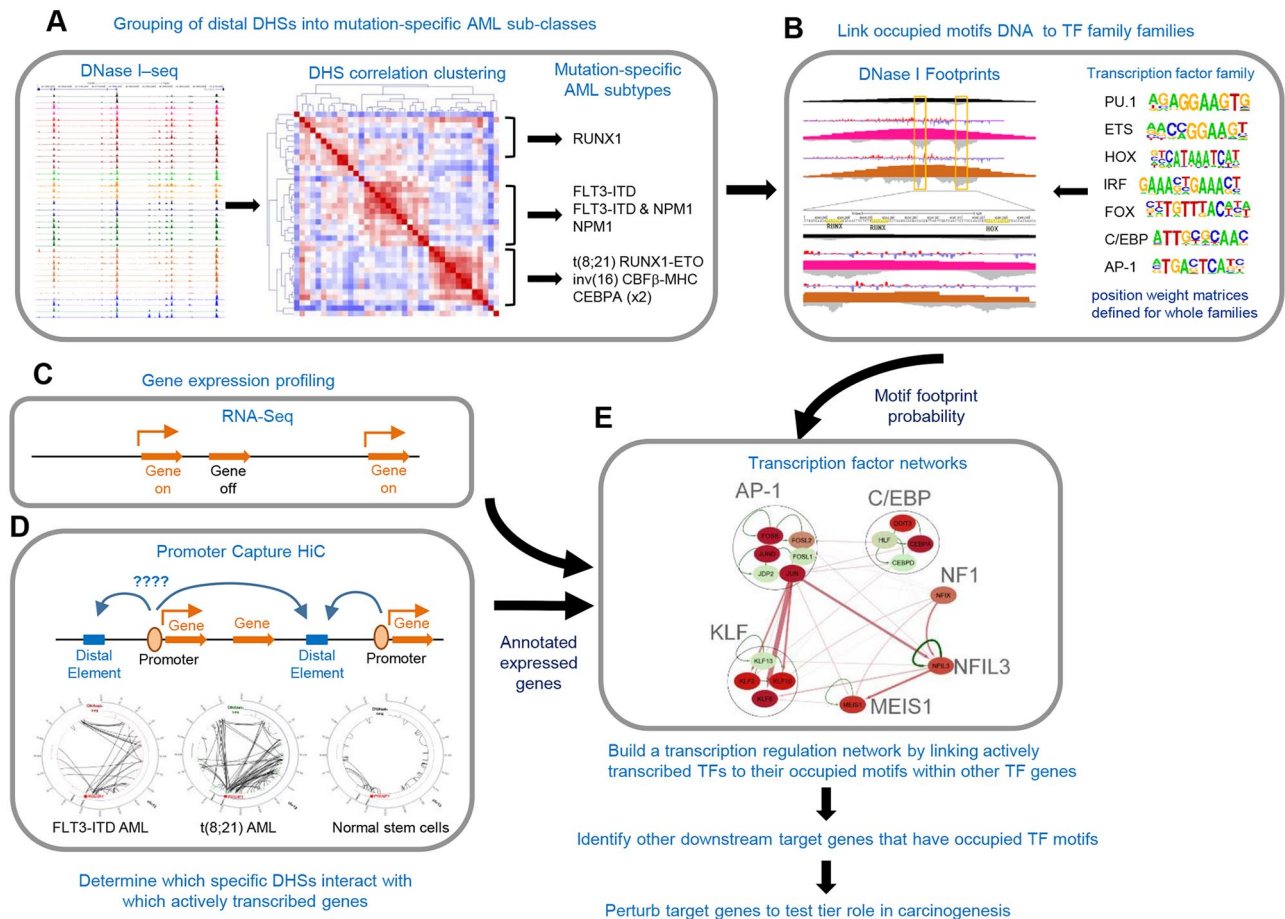 A
Grouping of distal DHSs into mutation-specific AML sub-classes
DNase I–seq
DHS correlation clustering
Mutation-specific
AML subtypes
RUNX1
FLT3-ITD
FLT3-ITD & NPM1
NPM1
t(8;21) RUNX1-ETO
inv(16) CBFβ-MHC
CEBPA (x2)
B
Link occupied motifs DNA to TF family families
DNase I Footprints
RUNX
RUNX
HOX
Transcription factor family
PU.1
ETS
HOX
IRF
FOX
C/EBP
AP-1
position weight matrices
defined for whole families
C
Gene expression profiling
RNA-Seq
Gene
on
Gene
off
Gene
on
D
Promoter Capture HiC
????
Gene
Gene
Gene
Distal
Element
Promoter
Distal
Element
Promoter
FLT3-ITD AML
t(8;21) AML
Normal stem cells
Determine which specific DHSs interact with
which actively transcribed genes
Motif footprint
probability
Annotated
expressed
genes
E
Transcription factor networks
AP-1
FOSB
FOSL2
JUND
FOSL1
JDP2
JUN
C/EBP
DDIT3
HLF
CEBPA
CEBPD
NF1
NFIX
NFIL3
NFIL3
KLF
KLF13
KLF2
MEIS1
MEIS1
Build a transcription regulation network by linking actively
transcribed TFs to their occupied motifs within other TF genes
Identify other downstream target genes that have occupied TF motifs
Perturb target genes to test tier role in carcinogenesis